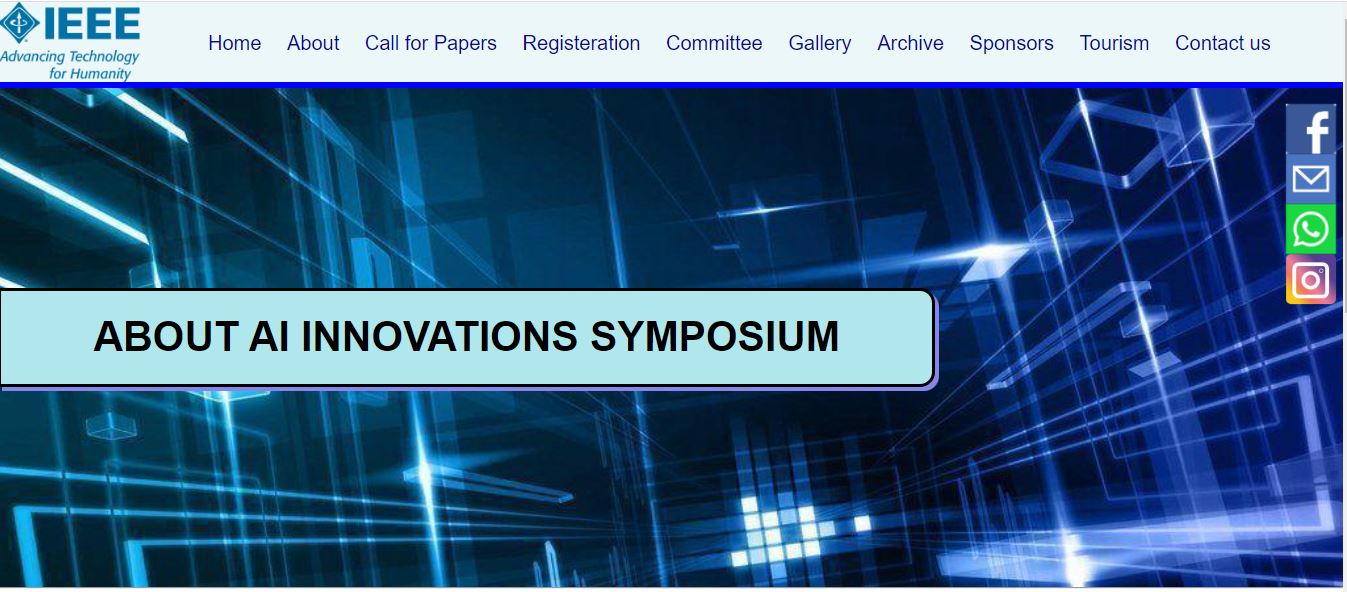 IEEE
Advancing Technology
for Humanity
Home About Call for Papers Registeration Committee Gallery Archive Sponsors Tourism Contact us
ABOUT AI INNOVATIONS SYMPOSIUM